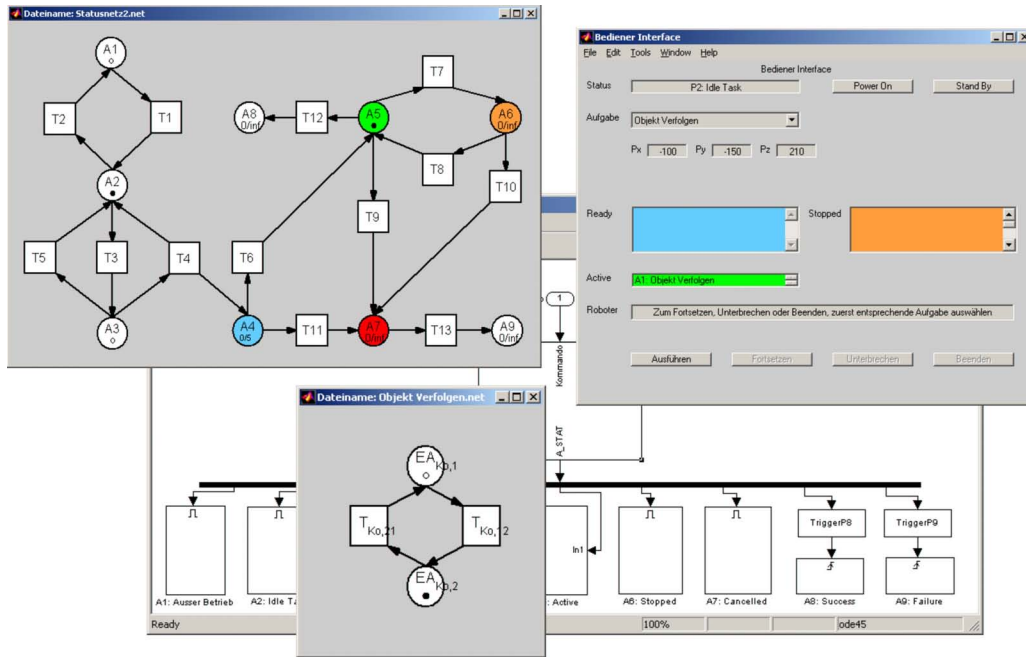 Dateiname: Statusnetz2.net
A1
T2
T1
A2
T5
T3
T4
A3
T7
A8
0/inf
T12
A5
A6
0/inf
T8
T10
T9
T6
A4
0/5
T11
A7
0/inf
T13
A9
0/inf
Bediener Interface
File Edit Tools Window Help
Bediener Interface
Status P2: Idle Task Power On Stand By
Aufgabe Objekt Verfolgen
Px -100 Py -150 Pz 210
Ready Stopped
Active A1. Objekt Verfolgen
Roboter Zum Fortsetzen, Unterbrechen oder Beenden, zuerst entsprechende Aufgabe auswählen
Ausführen Fortsetzen Unterbrechen Beenden
1
Kommando
A_STAT
Dateiname: Objekt Verfolgen.net
EA Ko,1
T Ko,21
T Ko,12
EA Ko,2
In1
TriggerP8
TriggerP9
A1: Ausser Betrieb
A2: Idle Ta
: Active
A6: Stopped
A7: Cancelled
A8: Success
A9: Failure
Ready 100% ode45